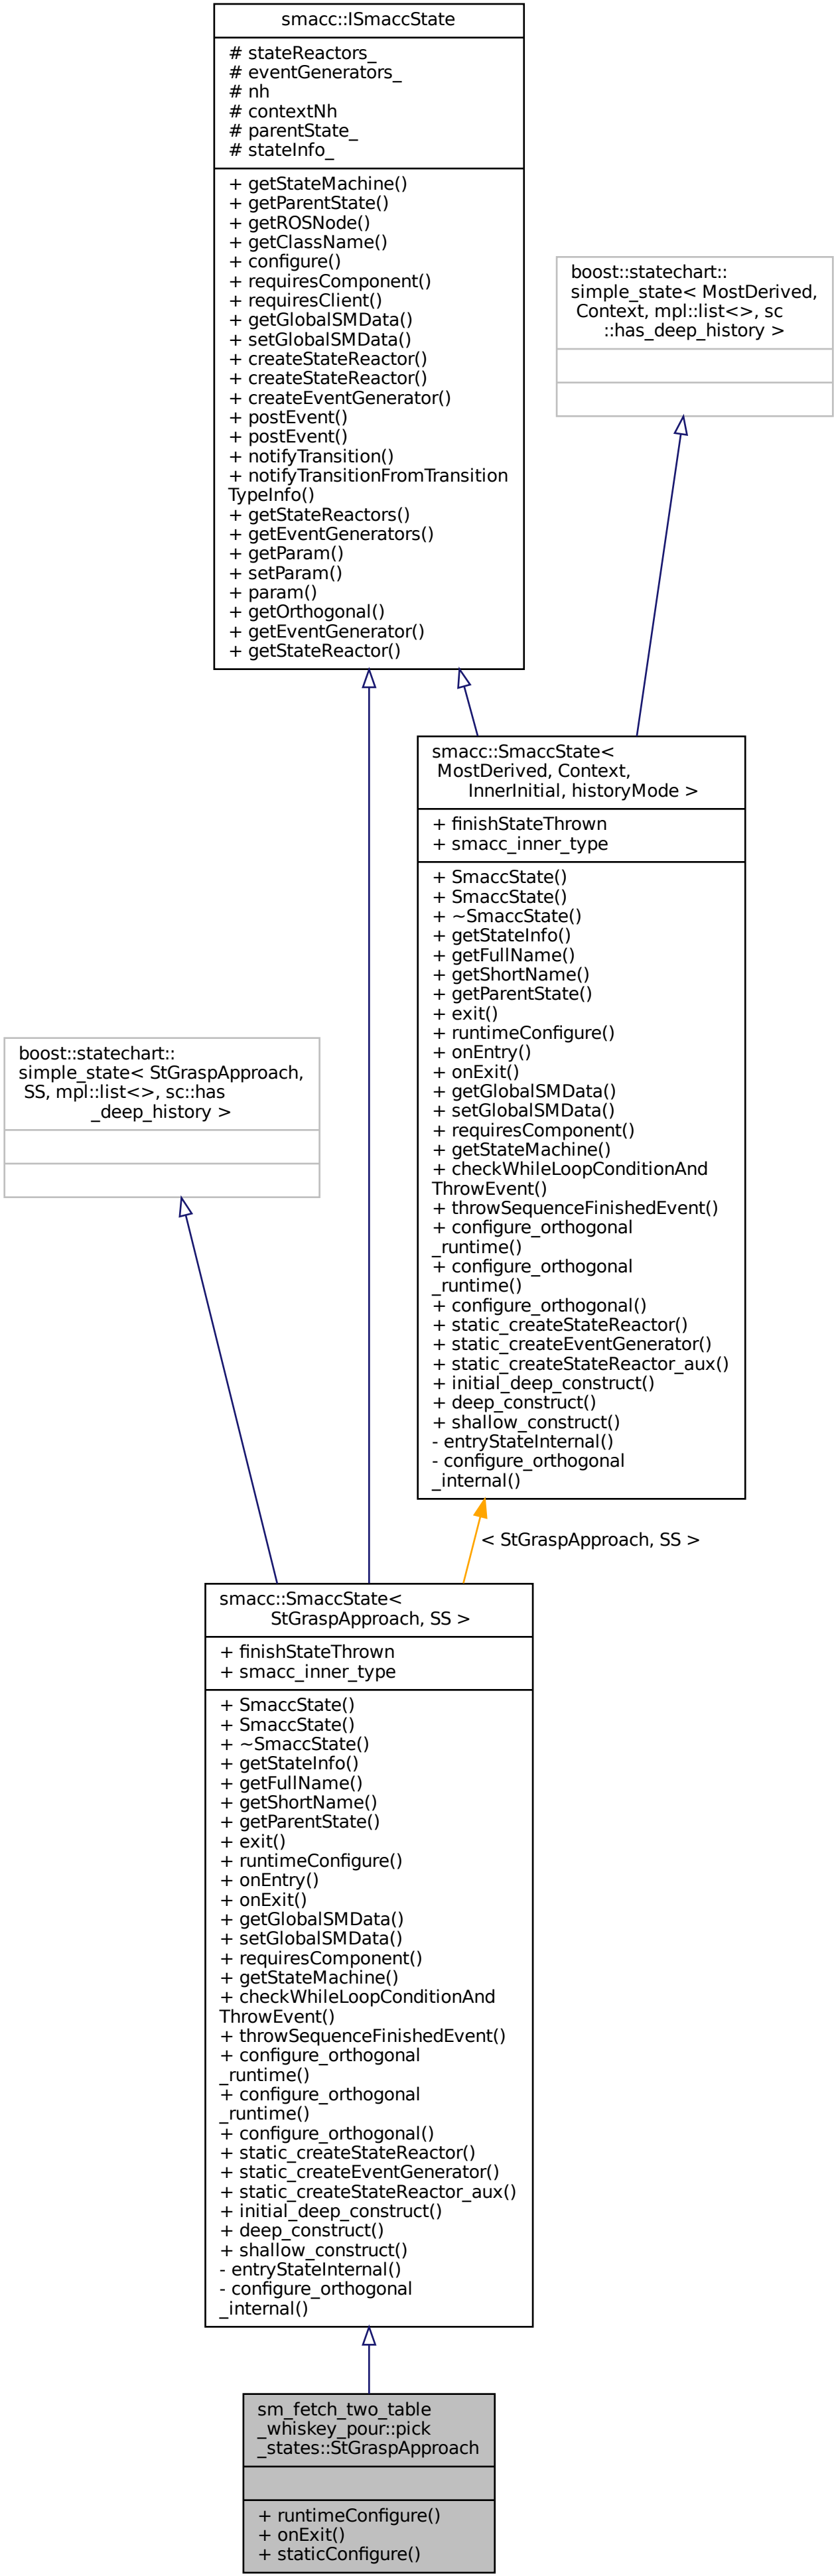 smacc::ISmaccState
# stateReactors_
# eventGenerators_
# nh
# contextNh
# parentState_
# stateInfo_
+ getStateMachine()
+ getParentState()
+ getROSNode()
+ getClassName()
+ configure()
+ requiresComponent()
+ requiresClient()
+ getGlobalSMData()
+ setGlobalSMData()
+ createStateReactor()
+ createStateReactor()
+ createEventGenerator()
+ postEvent()
+ postEvent()
+ notifyTransition()
+ notifyTransitionFromTransition
TypeInfo()
+ getStateReactors()
+ getEventGenerators()
+ getParam()
+ setParam()
+ param()
+ getOrthogonal()
+ getEventGenerator()
+ getStateReactor()
boost::statechart::
simple_state< MostDerived,
Context, mpl::list<>, sc
::has_deep_history >
smacc::SmaccState<
MostDerived, Context,
InnerInitial, historyMode >
+ finishStateThrown
+ smacc_inner_type
+ SmaccState()
+ SmaccState()
+ ~SmaccState()
+ getStateInfo()
+ getFullName()
+ getShortName()
+ getParentState()
+ exit()
+ runtimeConfigure()
+ onEntry()
+ onExit()
+ getGlobalSMData()
+ setGlobalSMData()
+ requiresComponent()
+ getStateMachine()
+ checkWhileLoopConditionAnd
ThrowEvent()
+ throwSequenceFinishedEvent()
+ configure_orthogonal
_runtime()
+ configure_orthogonal
_runtime()
+ configure_orthogonal()
+ static_createStateReactor()
+ static_createEventGenerator()
+ static_createStateReactor_aux()
+ initial_deep_construct()
+ deep_construct()
+ shallow_construct()
- entryStateInternal()
- configure_orthogonal
_internal()
boost::statechart::
simple_state< StGraspApproach,
SS, mpl::list<>, sc::has
_deep_history >
< StGraspApproach, SS >
smacc::SmaccState<
StGraspApproach, SS >
+ finishStateThrown
+ smacc_inner_type
+ SmaccState()
+ SmaccState()
+ ~SmaccState()
+ getStateInfo()
+ getFullName()
+ getShortName()
+ getParentState()
+ exit()
+ runtimeConfigure()
+ onEntry()
+ onExit()
+ getGlobalSMData()
+ setGlobalSMData()
+ requiresComponent()
+ getStateMachine()
+ checkWhileLoopConditionAnd
ThrowEvent()
+ throwSequenceFinishedEvent()
+ configure_orthogonal
_runtime()
+ configure_orthogonal
_runtime()
+ configure_orthogonal()
+ static_createStateReactor()
+ static_createEventGenerator()
+ static_createStateReactor_aux()
+ initial_deep_construct()
+ deep_construct()
+ shallow_construct()
- entryStateInternal()
- configure_orthogonal
_internal()
sm_fetch_two_table
_whiskey_pour::pick
_states::StGraspApproach
+ runtimeConfigure()
+ onExit()
+ staticConfigure()